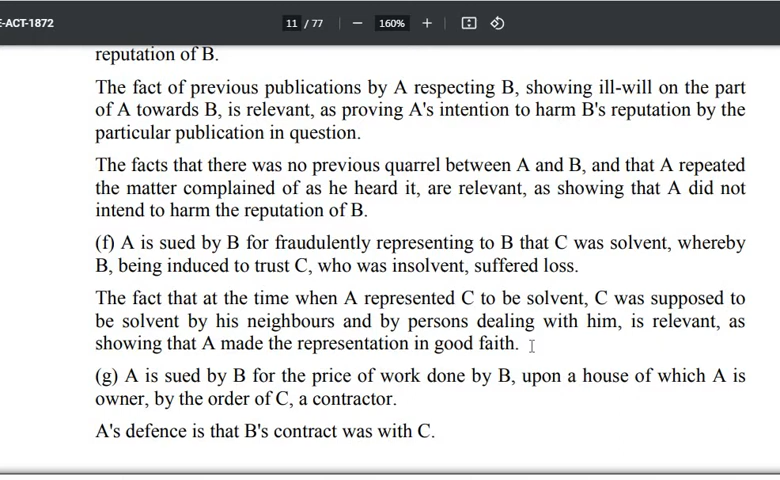 E-ACT-1872
11 / 77
160%
reputation of B.
The fact of previous publications by A respecting B, showing ill-will on the part
of A towards B, is relevant, as proving A's intention to harm B's reputation by the
particular publication in question.
The facts that there was no previous quarrel between A and B, and that A repeated
the matter complained of as he heard it, are relevant, as showing that A did not
intend to harm the reputation of B.
(f) A is sued by B for fraudulently representing to B that C was solvent, whereby
B, being induced to trust C, who was insolvent, suffered loss.
The fact that at the time when A represented C to be solvent, C was supposed to
be solvent by his neighbours and by persons dealing with him, is relevant, as
showing that A made the representation in good faith.
(g) A is sued by B for the price of work done by B, upon a house of which A is
owner, by the order of C, a contractor.
A's defence is that B's contract was with C.